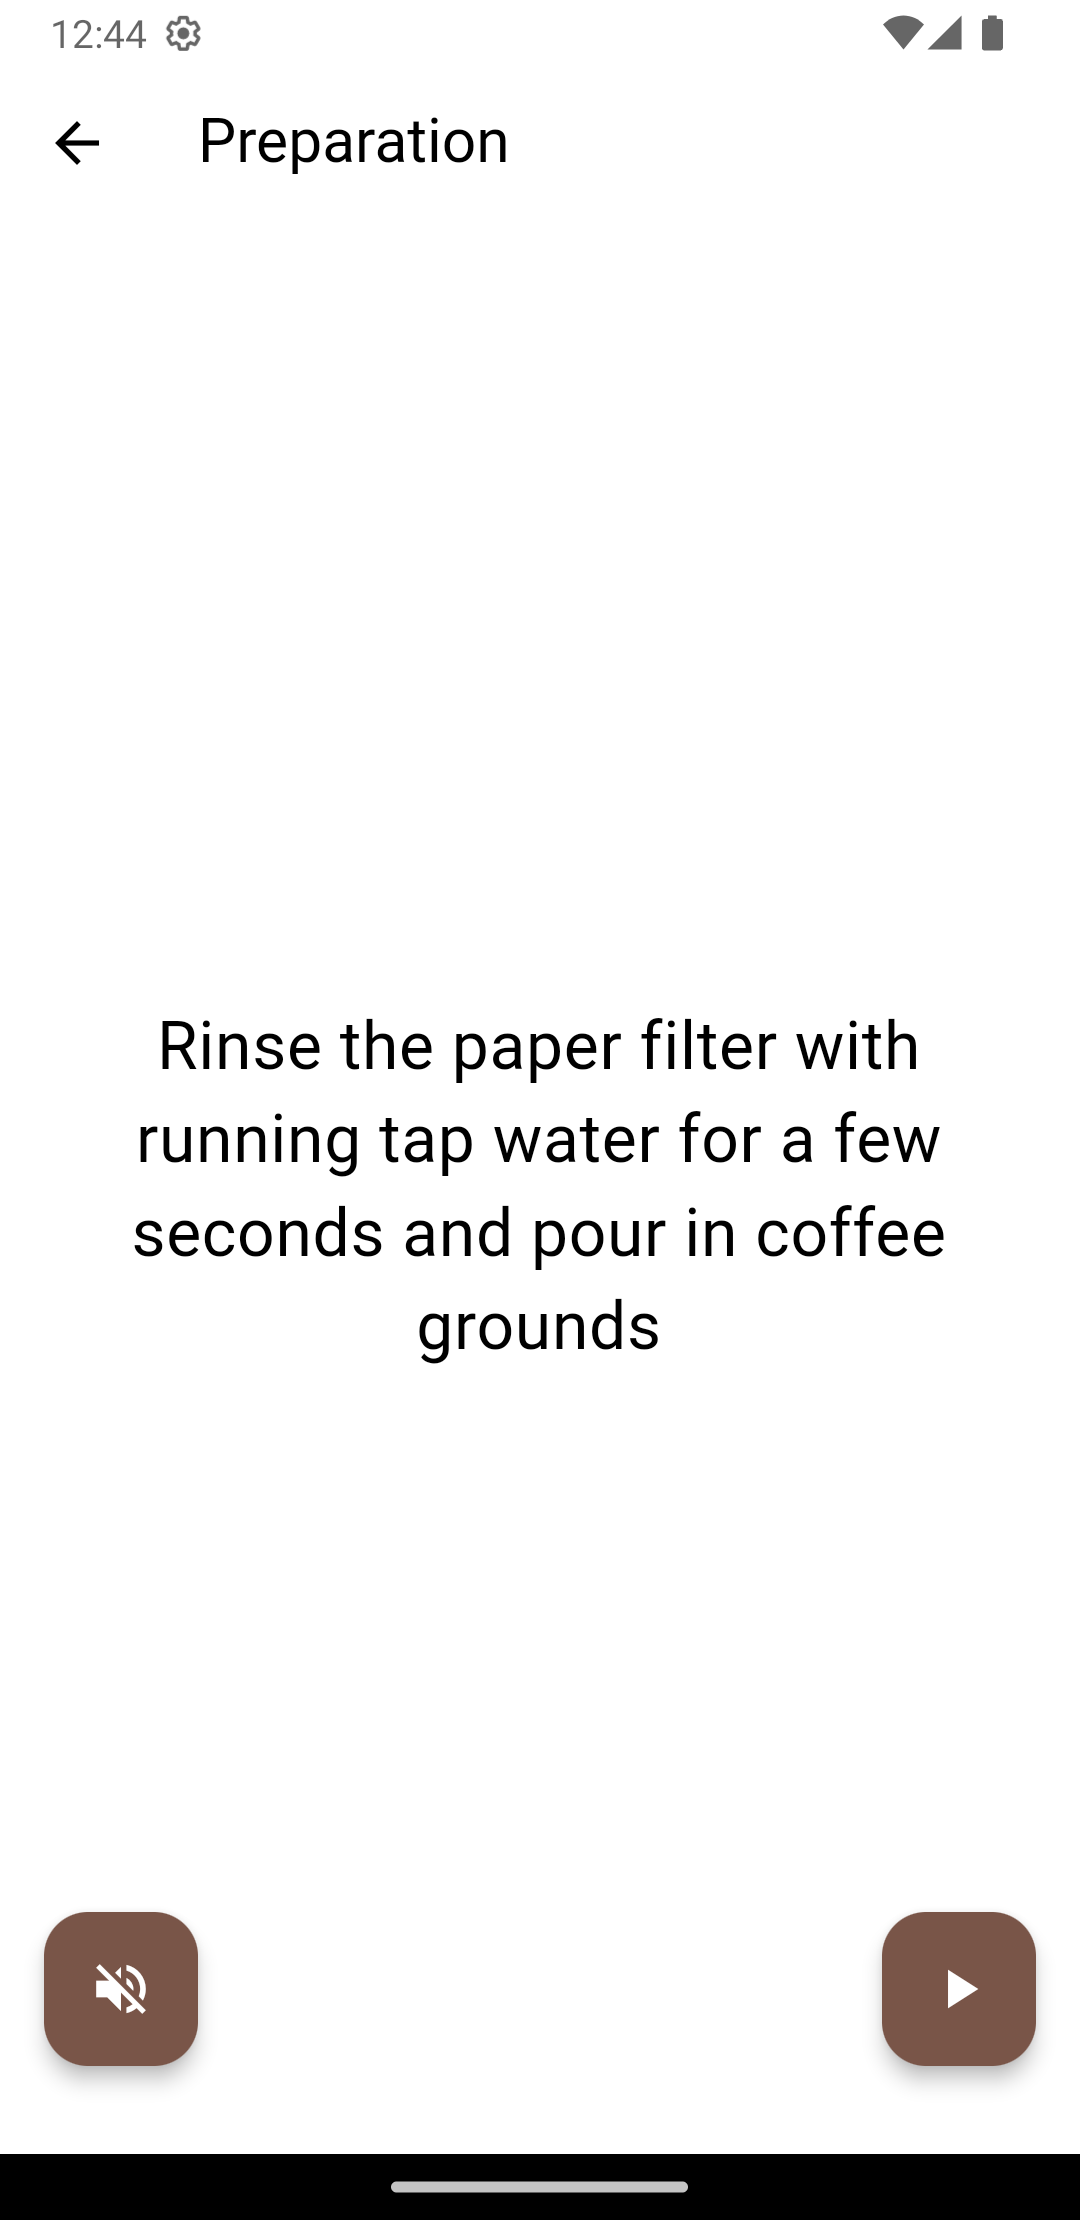 12:44
Preparation
Rinse the paper filter with
running tap water for a few
seconds and pour in coffee
grounds